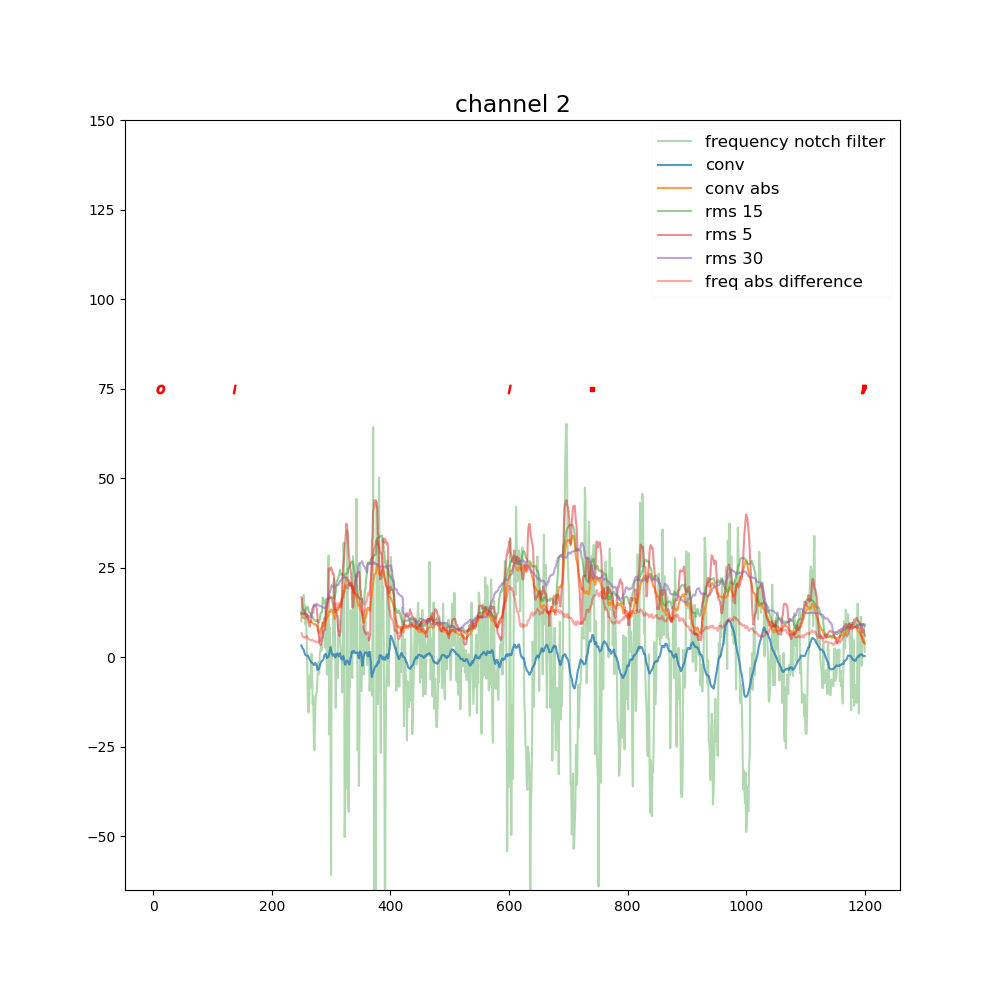 channel 2
150
125
100
75
50
25
0
−25
−50
frequency notch filter
conv
conv abs
rms 15
rms 5
rms 30
freq abs difference
o / / . ,
0 200 400 600 800 1000 1200